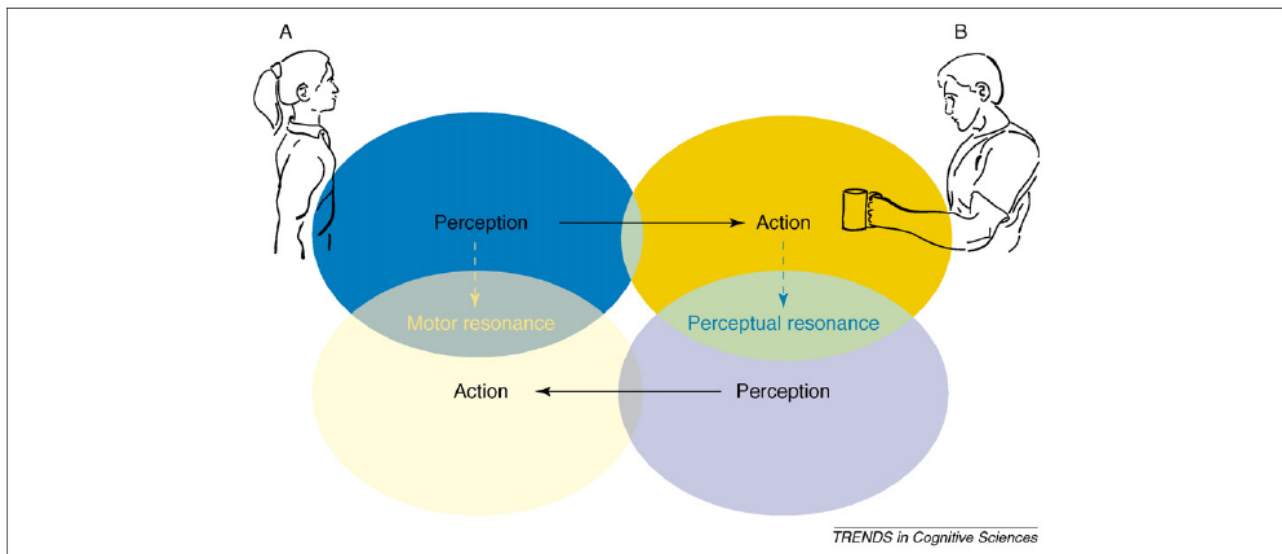 A
B
Perception
Action
Motor resonance
Perceptual resonance
Action
Perception
TRENDS in Cognitive Sciences